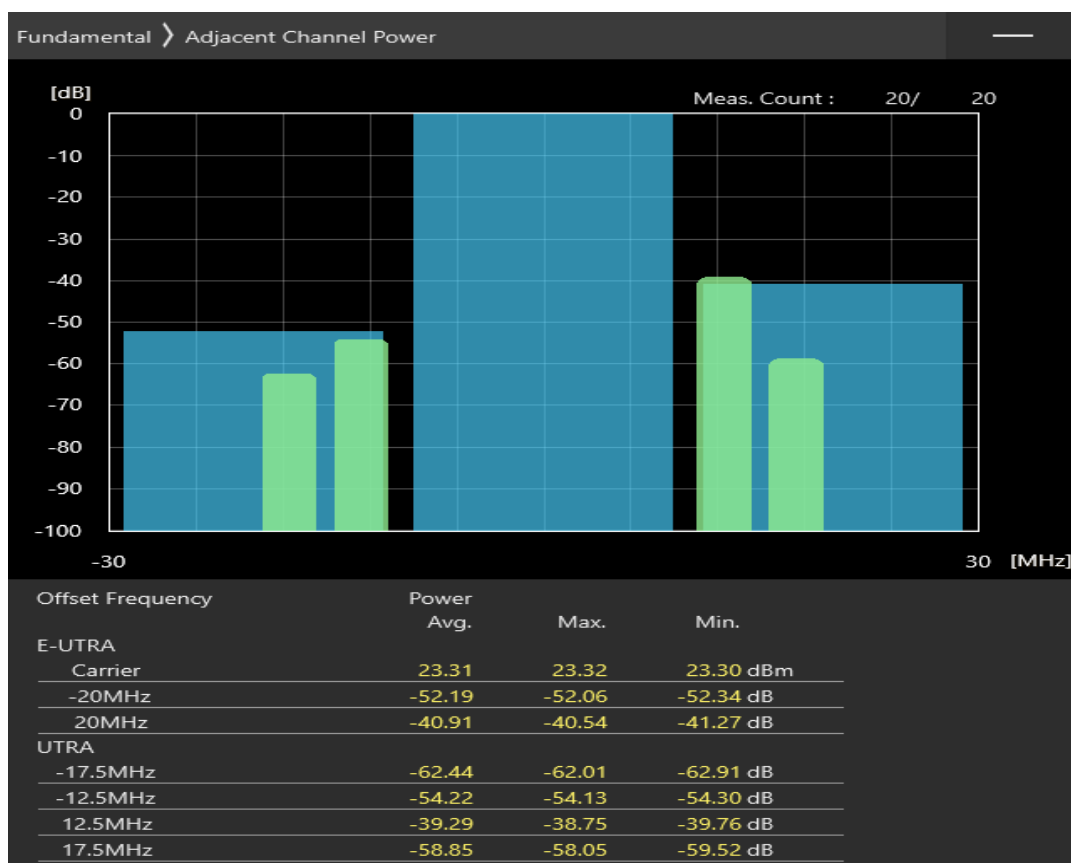 Fundamental 》 Adjacent Channel Power
[dB]
Meas. Count : 20/ 20
0
-10
-20
-30
-40
-50
-60
-70
-80
-90
-100
-30 30 [MHz]
Offset Frequency Power
Avg. Max. Min.
E-UTRA
Carrier 23.31 23.32 23.30 dBm
-20MHz -52.19 -52.06 -52.34 dB
20MHz -40.91 -40.54 -41.27 dB
UTRA
-17.5MHz -62.44 -62.01 -62.91 dB
-12.5MHz -54.22 -54.13 -54.30 dB
12.5MHz -39.29 -38.75 -39.76 dB
17.5MHz -58.85 -58.05 -59.52 dB